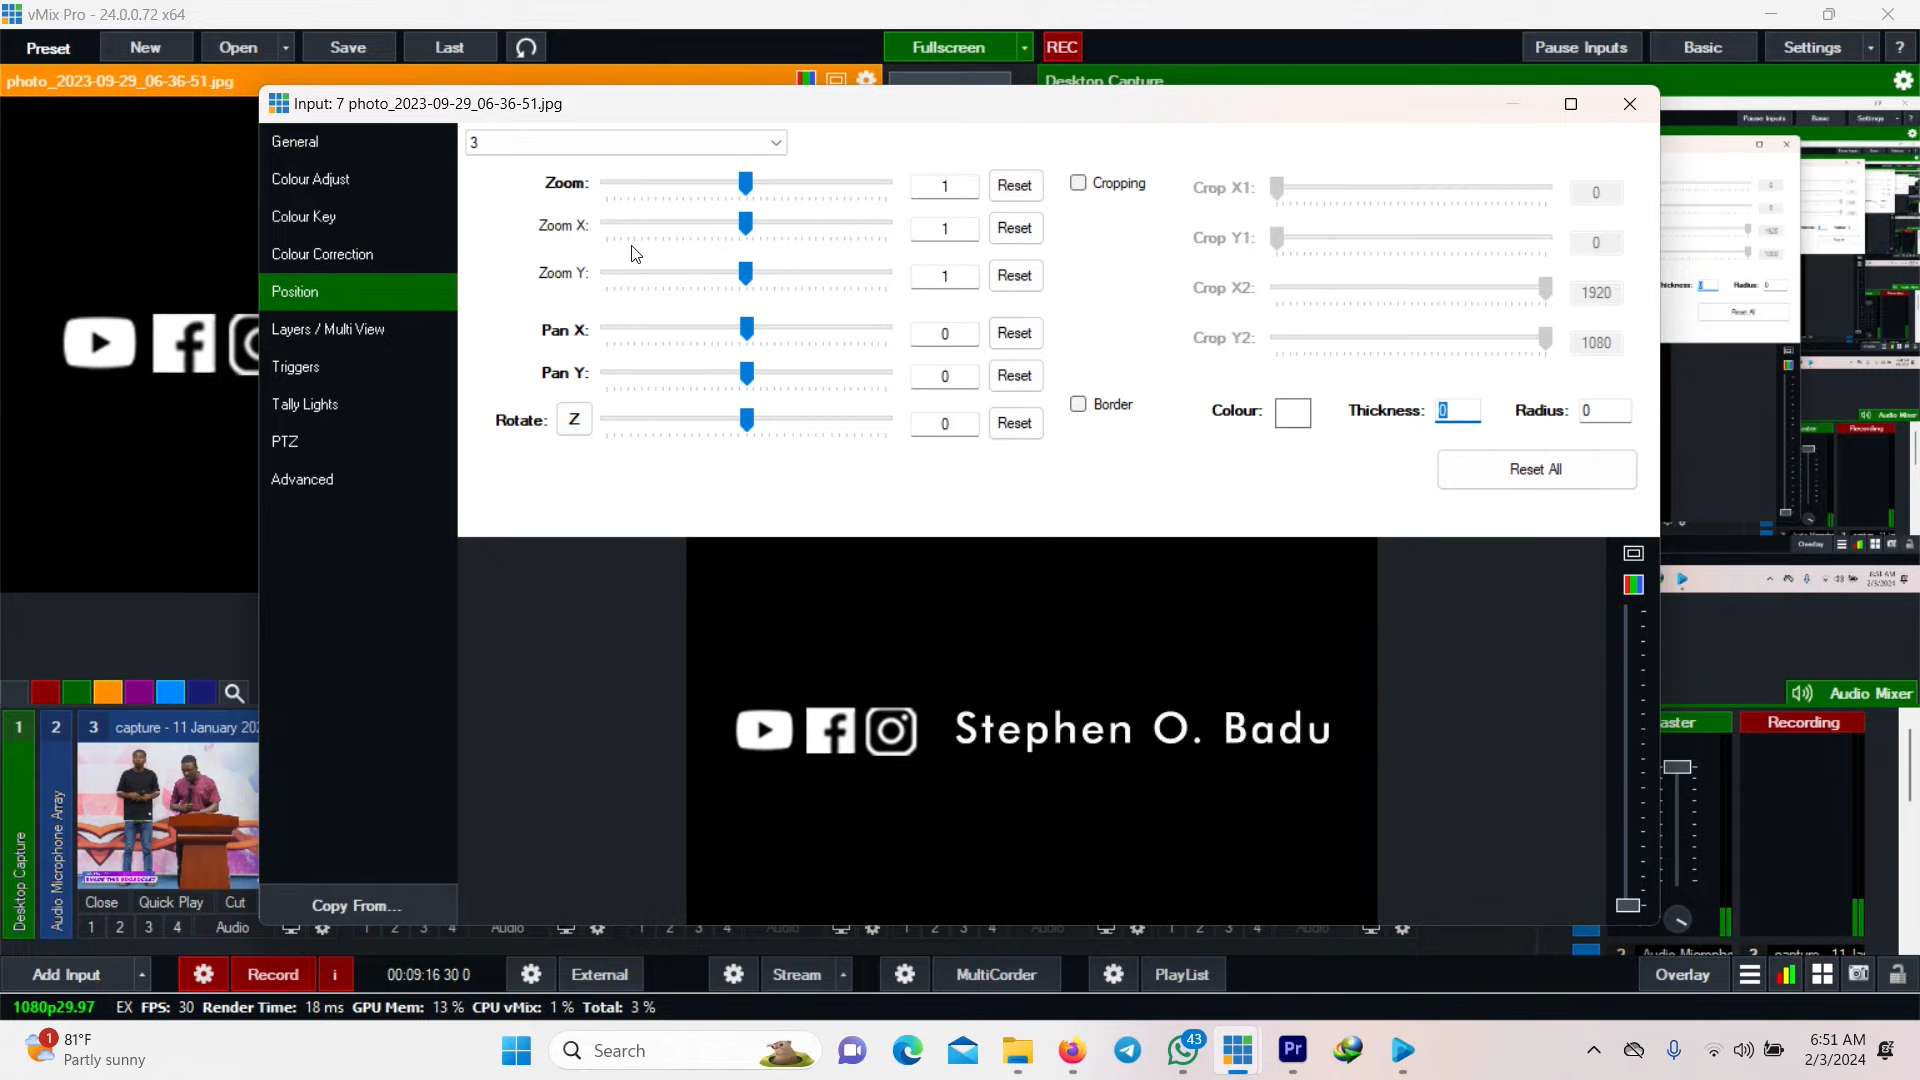 vMix Pro - 24.0.0.72 x64
Preset New Open Save Last Fullscreen REC Pause Inputs Basic Settings ?
photo_2023-09-29_06-36-51.jpg
Desktop Capture
Input: 7 photo_2023-09-29_06-36-51.jpg
General
Colour Adjust
Colour Key
Colour Correction
Position
Layers / Multi View
Triggers
Tally Lights
PTZ
Advanced
Copy From...
3
Zoom: 1 Reset
Zoom X: 1 Reset
Zoom Y: 1 Reset
Pan X: 0 Reset
Pan Y: 0 Reset
Rotate: Z 0 Reset
Cropping
Crop X1: 0
Crop Y1: 0
Crop X2: 1920
Crop Y2: 1080
Border Colour: Thickness: 0 Radius: 0
Reset All
Stephen O. Badu
Audio Mixer
Recording
1 Desktop Capture
2 Audio Microphone Array
3 capture - 11 January 202
Close Quick Play Cut
1 2 3 4 Audio
Add Input Record i 00:09:16 30 0 External Stream MultiCorder PlayList Overlay
1080p29.97 EX FPS: 30 Render Time: 18 ms GPU Mem: 13 % CPU vMix: 1 % Total: 3 %
1 81°F
Partly sunny
Search
43
Pr
6:51 AM
2/3/2024